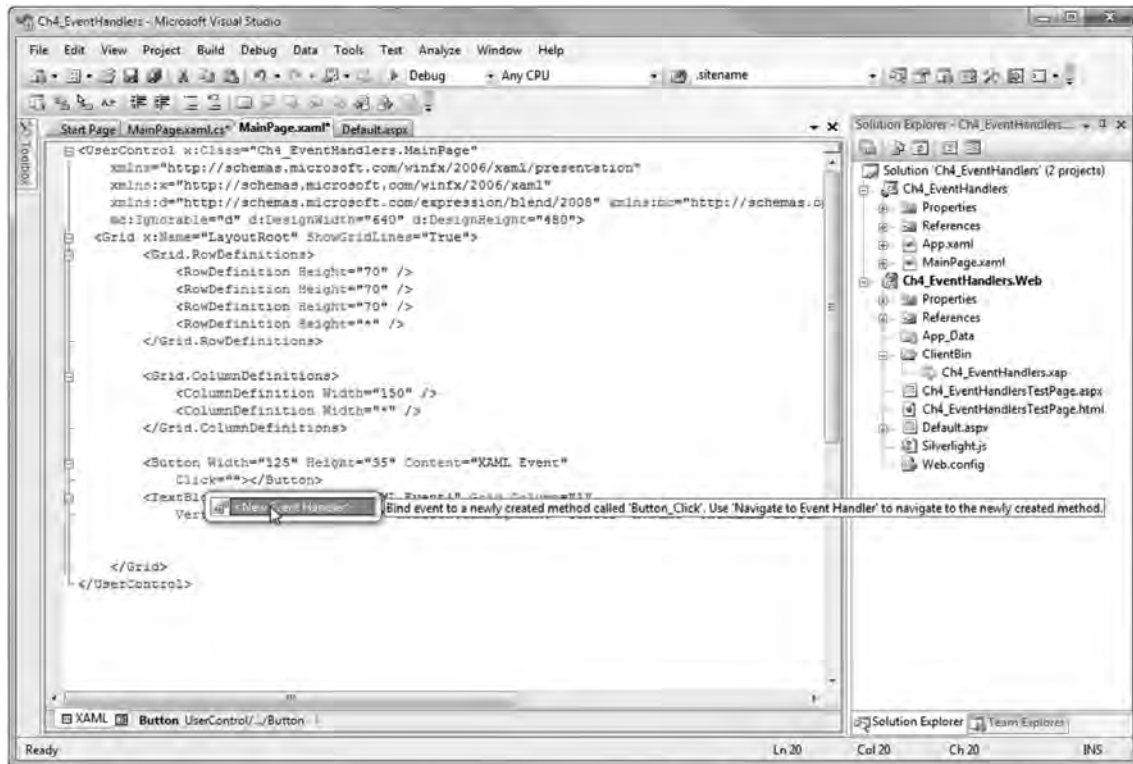 Ch4_EventHandlers - Microsoft Visual Studio
File Edit View Project Build Debug Data Tools Test Analyze Window Help
Debug Any CPU .sitename
Start Page MainPage.xaml.cs* MainPage.xaml* Default.aspx
Toolbox
<UserControl x:Class="Ch4_EventHandlers.MainPage"
xmlns="http://schemas.microsoft.com/winfx/2006/xaml/presentation"
xmlns:x="http://schemas.microsoft.com/winfx/2006/xaml"
xmlns:d="http://schemas.microsoft.com/expression/blend/2008" xmlns:mc="http://schemas.op
mc:Ignorable="d" d:DesignWidth="640" d:DesignHeight="480">
<Grid x:Name="LayoutRoot" ShowGridLines="True">
<Grid.RowDefinitions>
<RowDefinition Height="70" />
<RowDefinition Height="70" />
<RowDefinition Height="70" />
<RowDefinition Height="*" />
</Grid.RowDefinitions>
<Grid.ColumnDefinitions>
<ColumnDefinition Width="150" />
<ColumnDefinition Width="*" />
</Grid.ColumnDefinitions>
<Button Width="125" Height="35" Content="XAML Event"
Click=""></Button>
<TextBl
Vert
<New Event Handler>
Bind event to a newly created method called 'Button_Click'. Use 'Navigate to Event Handler' to navigate to the newly created method.
</Grid>
</UserControl>
XAML Button UserControl/.../Button
Solution Explorer - Ch4_EventHandlers...
Solution 'Ch4_EventHandlers' (2 projects)
Ch4_EventHandlers
Properties
References
App.xaml
MainPage.xaml
Ch4_EventHandlers.Web
Properties
References
App_Data
ClientBin
Ch4_EventHandlers.xap
Ch4_EventHandlersTestPage.aspx
Ch4_EventHandlersTestPage.html
Default.aspx
Silverlight.js
Web.config
Solution Explorer Team Explorer
Ready Ln 20 Col 20 Ch 20 INS